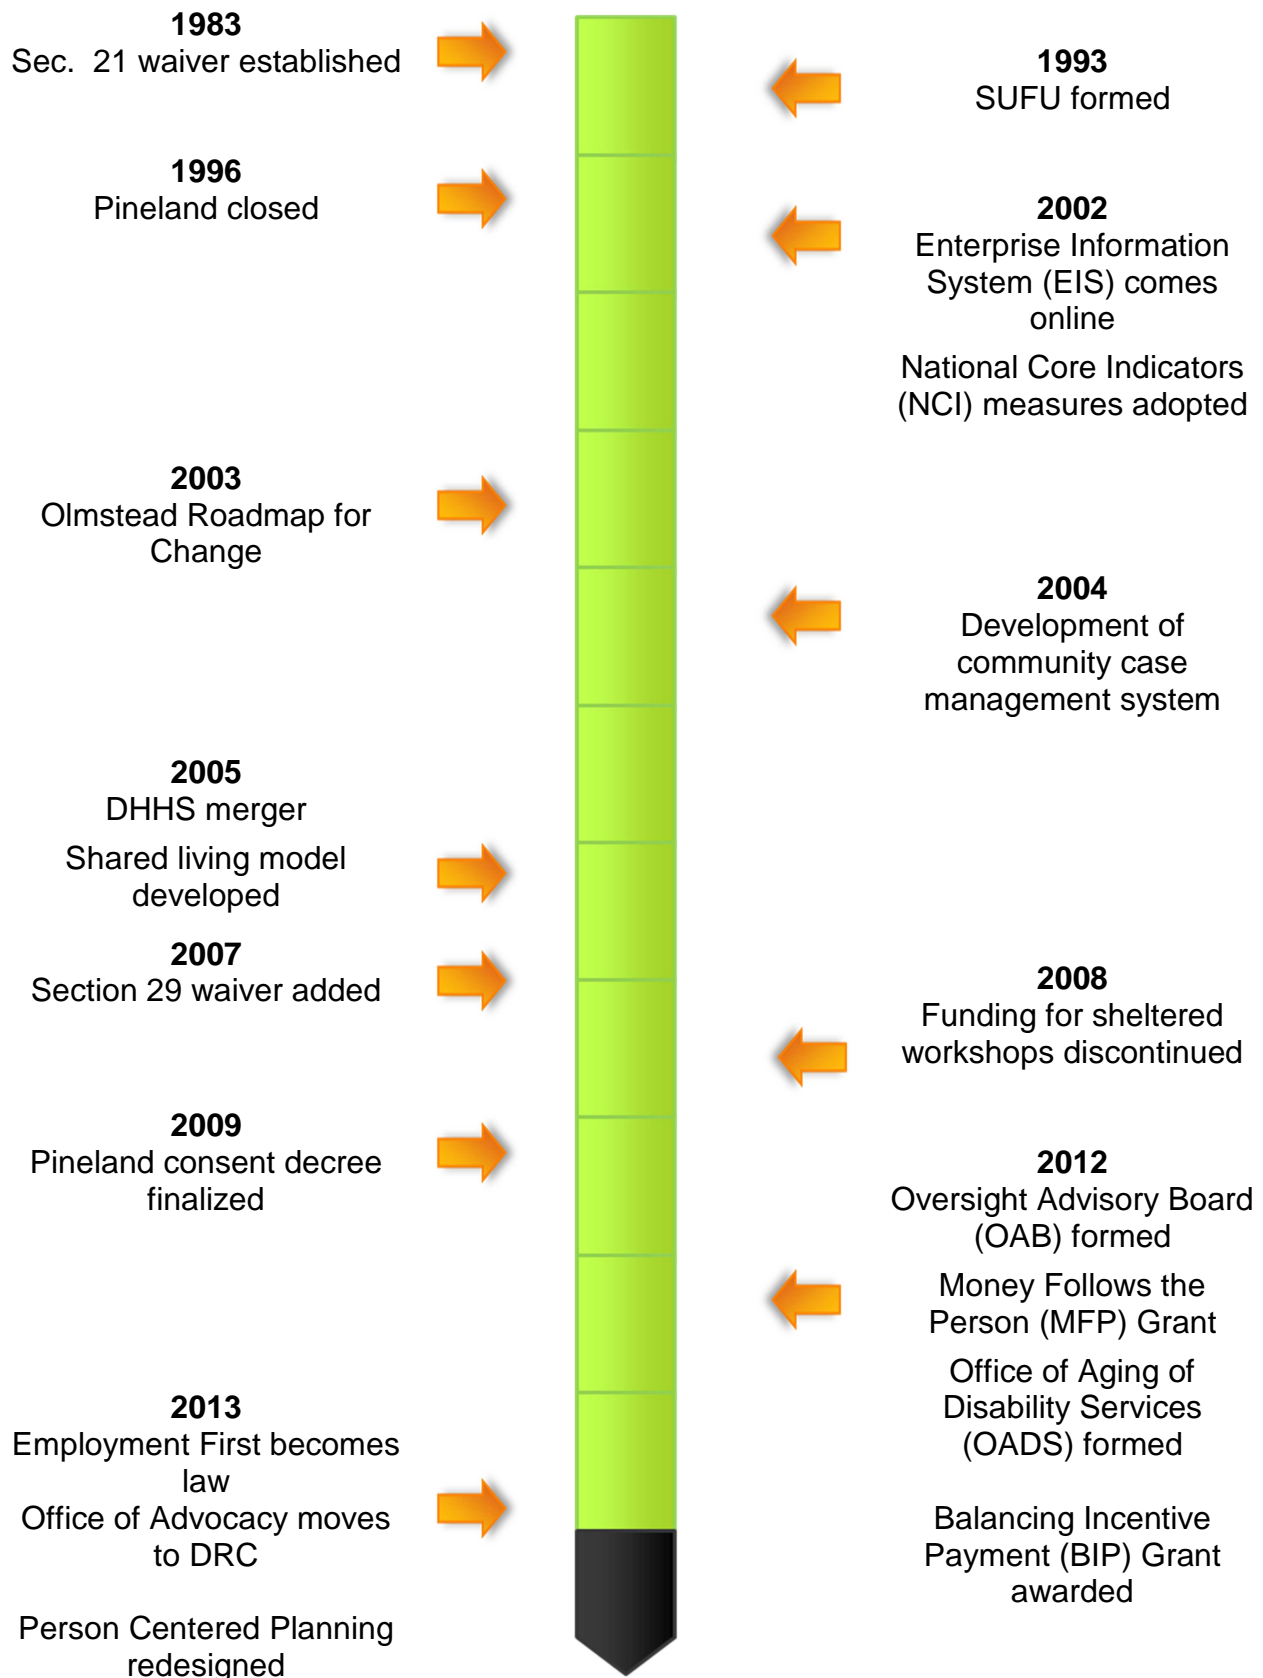 1983
Sec. 21 waiver established
1993
SUFU formed
1996
Pineland closed
2002
Enterprise Information
System (EIS) comes
online
National Core Indicators
(NCI) measures adopted
2003
Olmstead Roadmap for
Change
2004
Development of
community case
management system
2005
DHHS merger
Shared living model
developed
2007
Section 29 waiver added
2008
Funding for sheltered
workshops discontinued
2009
Pineland consent decree
finalized
2012
Oversight Advisory Board
(OAB) formed
Money Follows the
Person (MFP) Grant
Office of Aging of
Disability Services
(OADS) formed
Balancing Incentive
Payment (BIP) Grant
awarded
2013
Employment First becomes
law
Office of Advocacy moves
to DRC
Person Centered Planning
redesigned